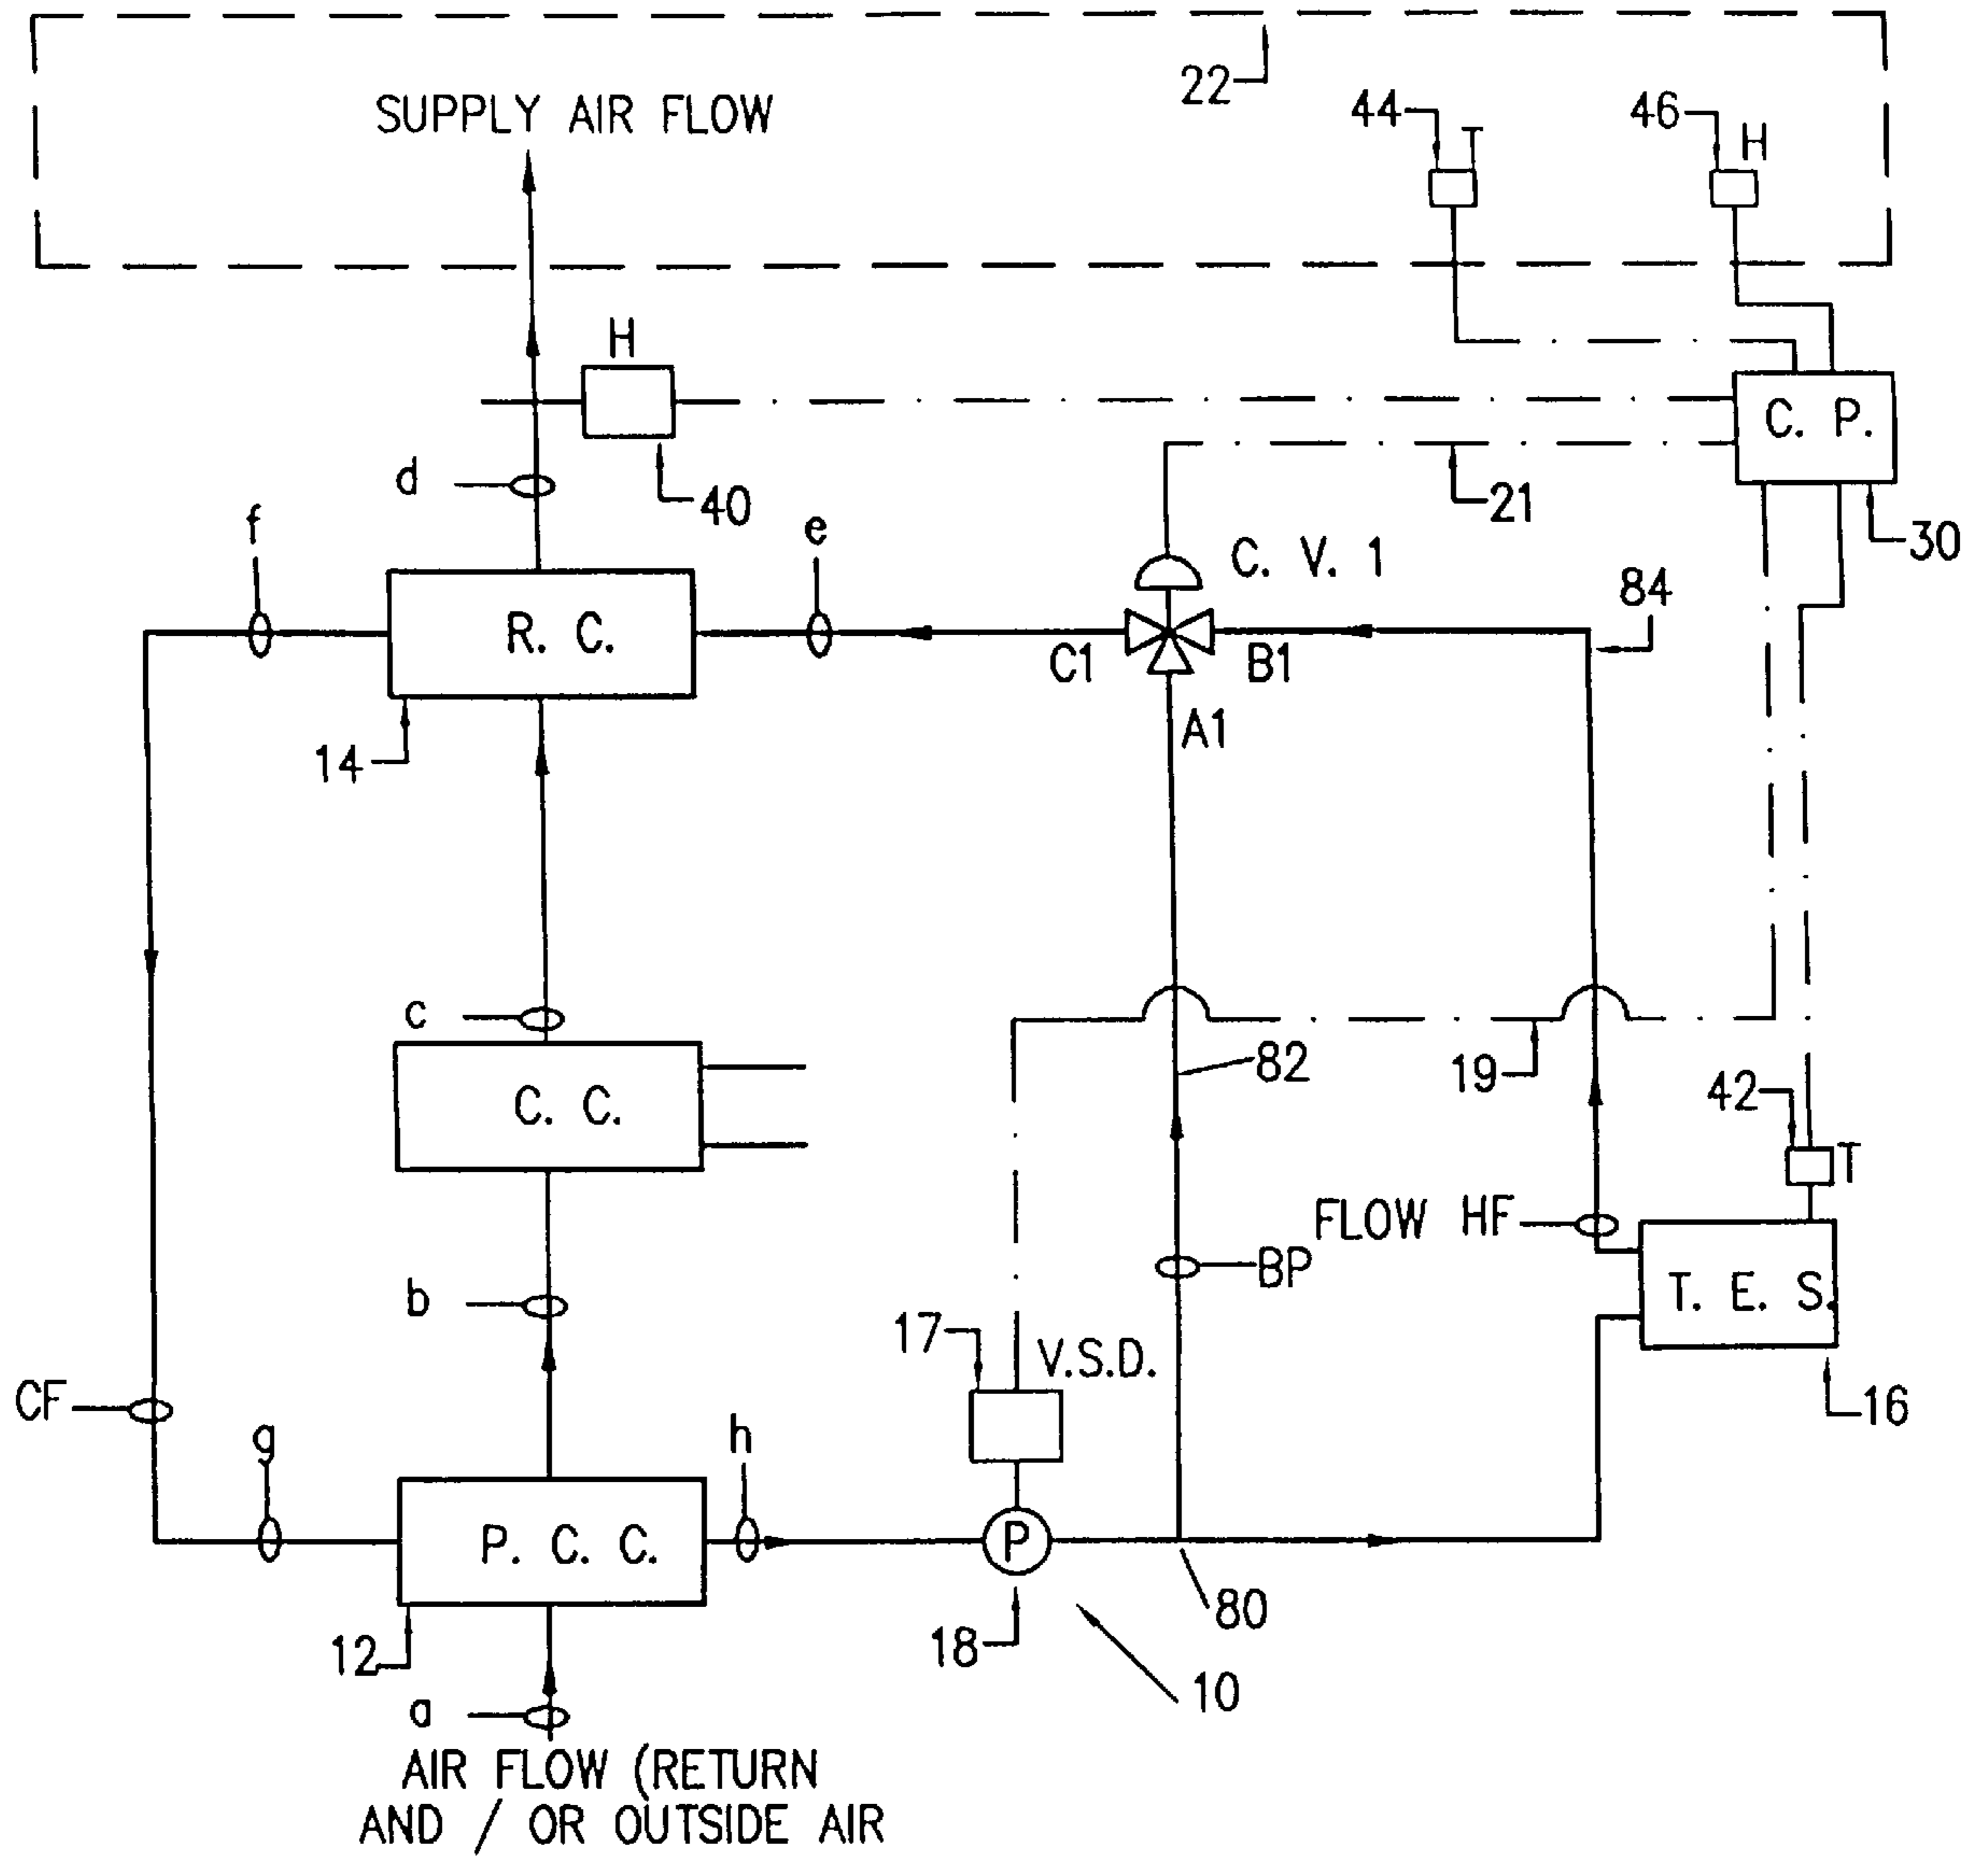 22
SUPPLY AIR FLOW
44
T
46
H
H
40
C. P.
21
30
d
f
e
C. V. 1
84
R. C.
C1
B1
A1
14
c
C. C.
82
19
42
T
b
FLOW HF
BP
T. E. S.
17
V.S.D.
16
CF
g
h
P. C. C.
P
80
12
18
10
a
AIR FLOW (RETURN
AND / OR OUTSIDE AIR